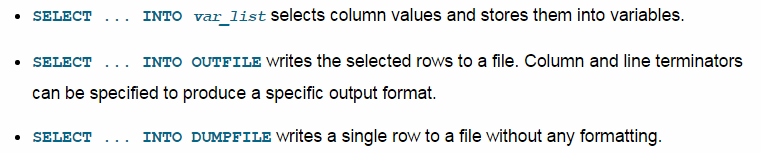 • SELECT ... INTO var_list selects column values and stores them into variables.
• SELECT ... INTO OUTFILE writes the selected rows to a file. Column and line terminators
can be specified to produce a specific output format.
• SELECT ... INTO DUMPFILE writes a single row to a file without any formatting.